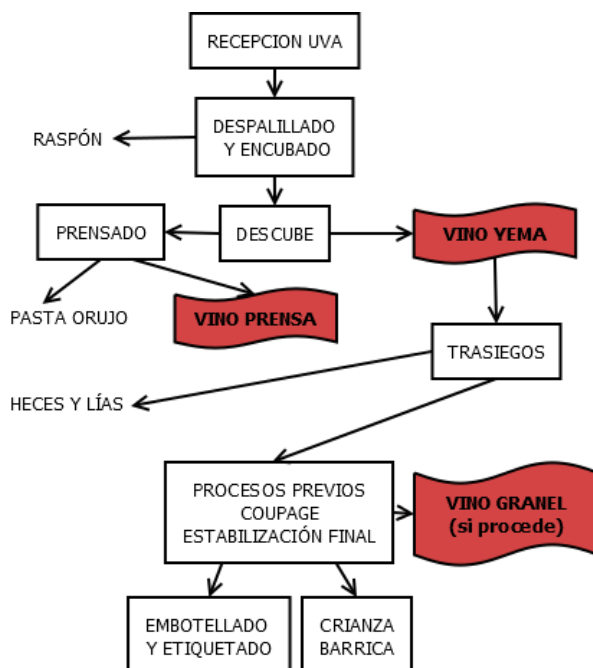 RECEPCION UVA
RASPÓN
DESPALILLADO
Y ENCUBADO
PRENSADO
DESCUBE
VINO YEMA
PASTA ORUJO
VINO PRENSA
TRASIEGOS
HECES Y LÍAS
PROCESOS PREVIOS
COUPAGE
ESTABILIZACIÓN FINAL
VINO GRANEL
(si procede)
EMBOTELLADO
Y ETIQUETADO
CRIANZA
BARRICA